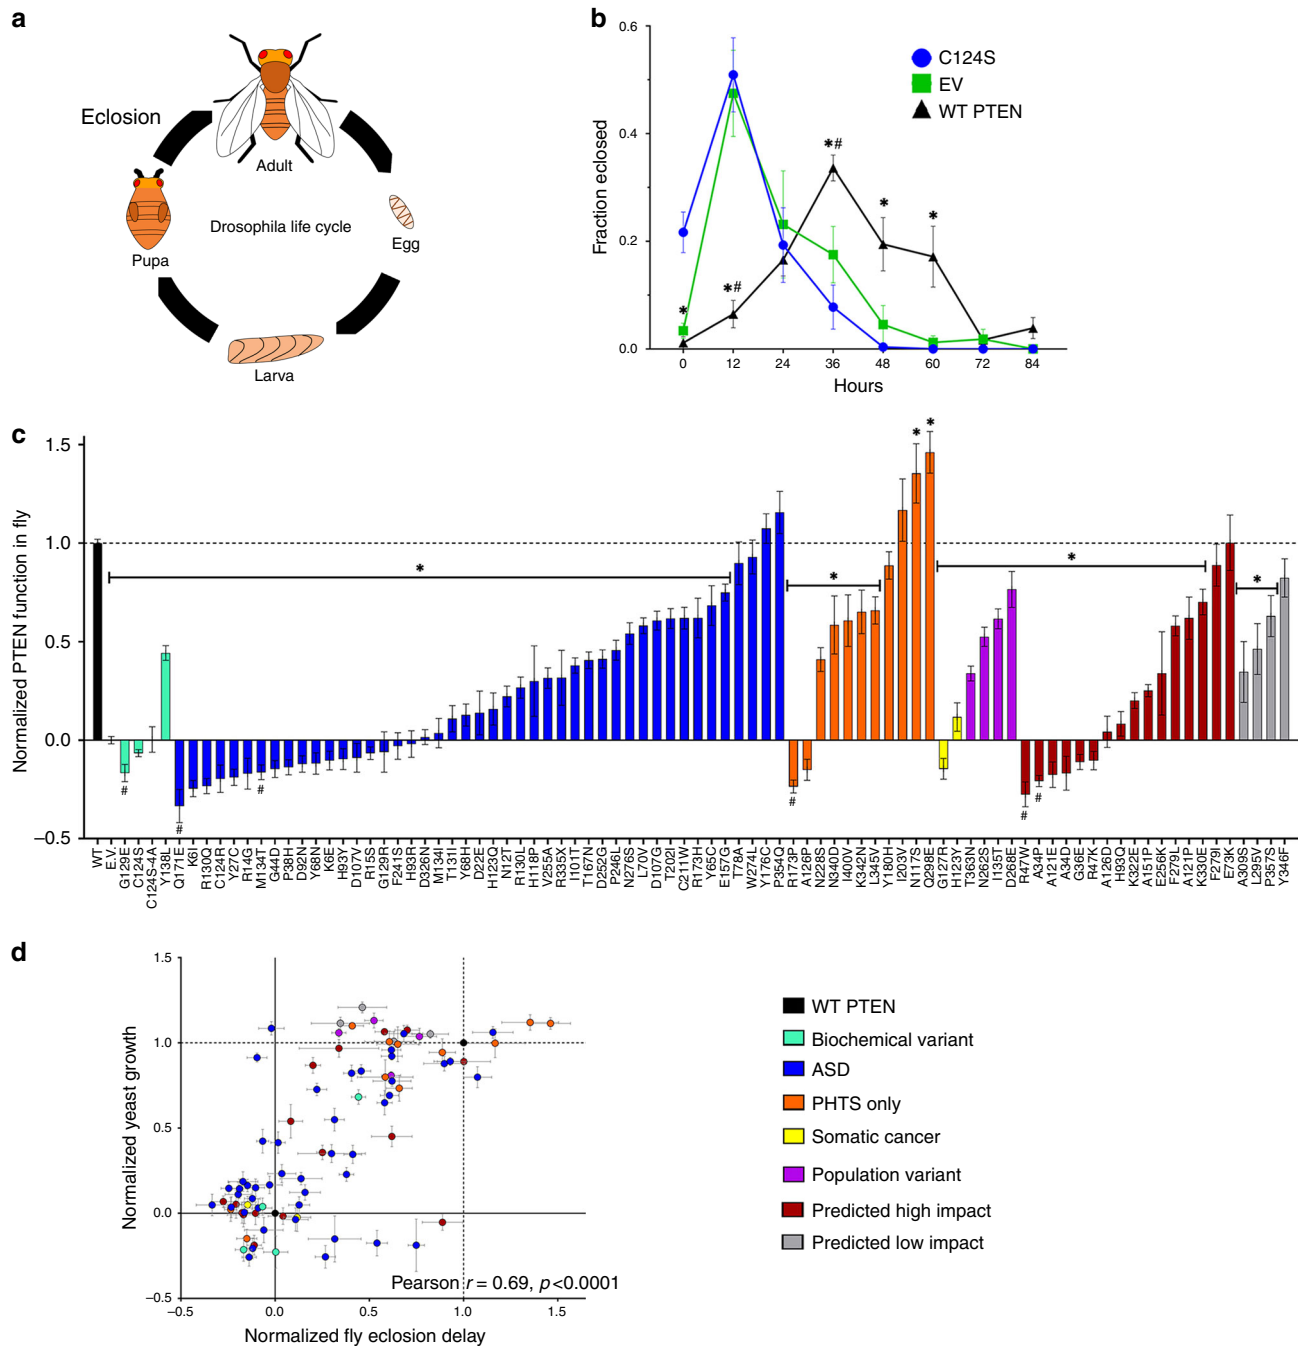 a
Eclosion
Adult
Drosophila life cycle
Egg
Pupa
Larva
b
Fraction eclosed
0.6
0.4
0.2
0.0
C124S
EV
WT PTEN
*
*#
*#
*
*
0 12 24 36 48 60 72 84
Hours
c
Normalized PTEN function in fly
1.5
1.0
0.5
0.0
–0.5
*
*
*
*
*
*
#
#
#
#
#
#
WT
E.V.
G129E
C124S
C124S-4A
Y138L
Q171E
K6I
R130Q
C124R
Y27C
R14G
M134T
G44D
P38H
D92N
Y68N
K6E
H93Y
D107V
R15S
G129R
F241S
H93R
D326N
M134I
T131I
Y68H
D22E
H123Q
N12T
R130L
H118P
V255A
R335X
I101T
T167N
D252G
P246L
N276S
L70V
D107G
T202I
C211W
R173H
Y65C
E157G
T78A
W274L
Y176C
P354Q
R173P
A126P
N228S
N340D
I400V
K342N
L345V
Y180H
I203V
N117S
Q298E
G127R
H123Y
T363N
N262S
I135T
D268E
R47W
A34P
A121E
A34D
G36E
R47K
A126D
H93Q
K322E
A151P
E256K
F279L
A121P
K330E
F279I
E73K
A309S
L295V
P357S
Y346F
d
Normalized yeast growth
1.5
1.0
0.5
0.0
–0.5
Pearson r = 0.69, p<0.0001
–0.5 0.0 0.5 1.0 1.5
Normalized fly eclosion delay
WT PTEN
Biochemical variant
ASD
PHTS only
Somatic cancer
Population variant
Predicted high impact
Predicted low impact